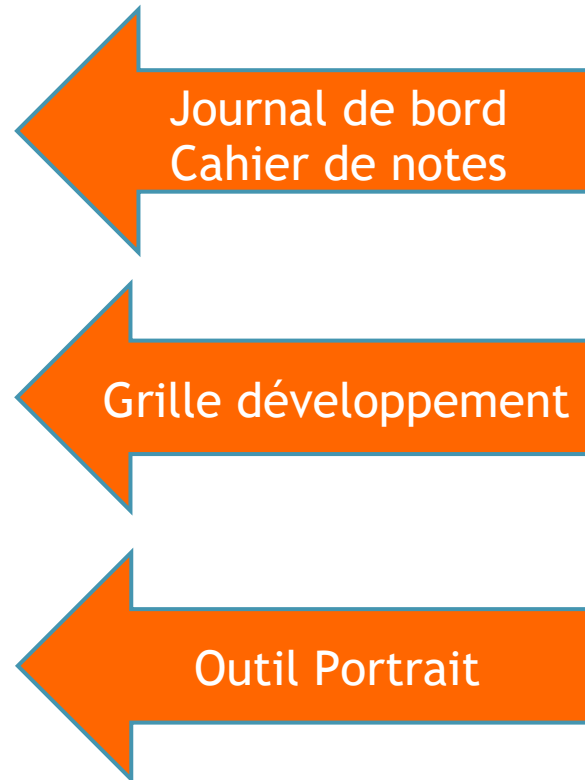 Journal de bord
Cahier de notes
Grille développement
Outil Portrait